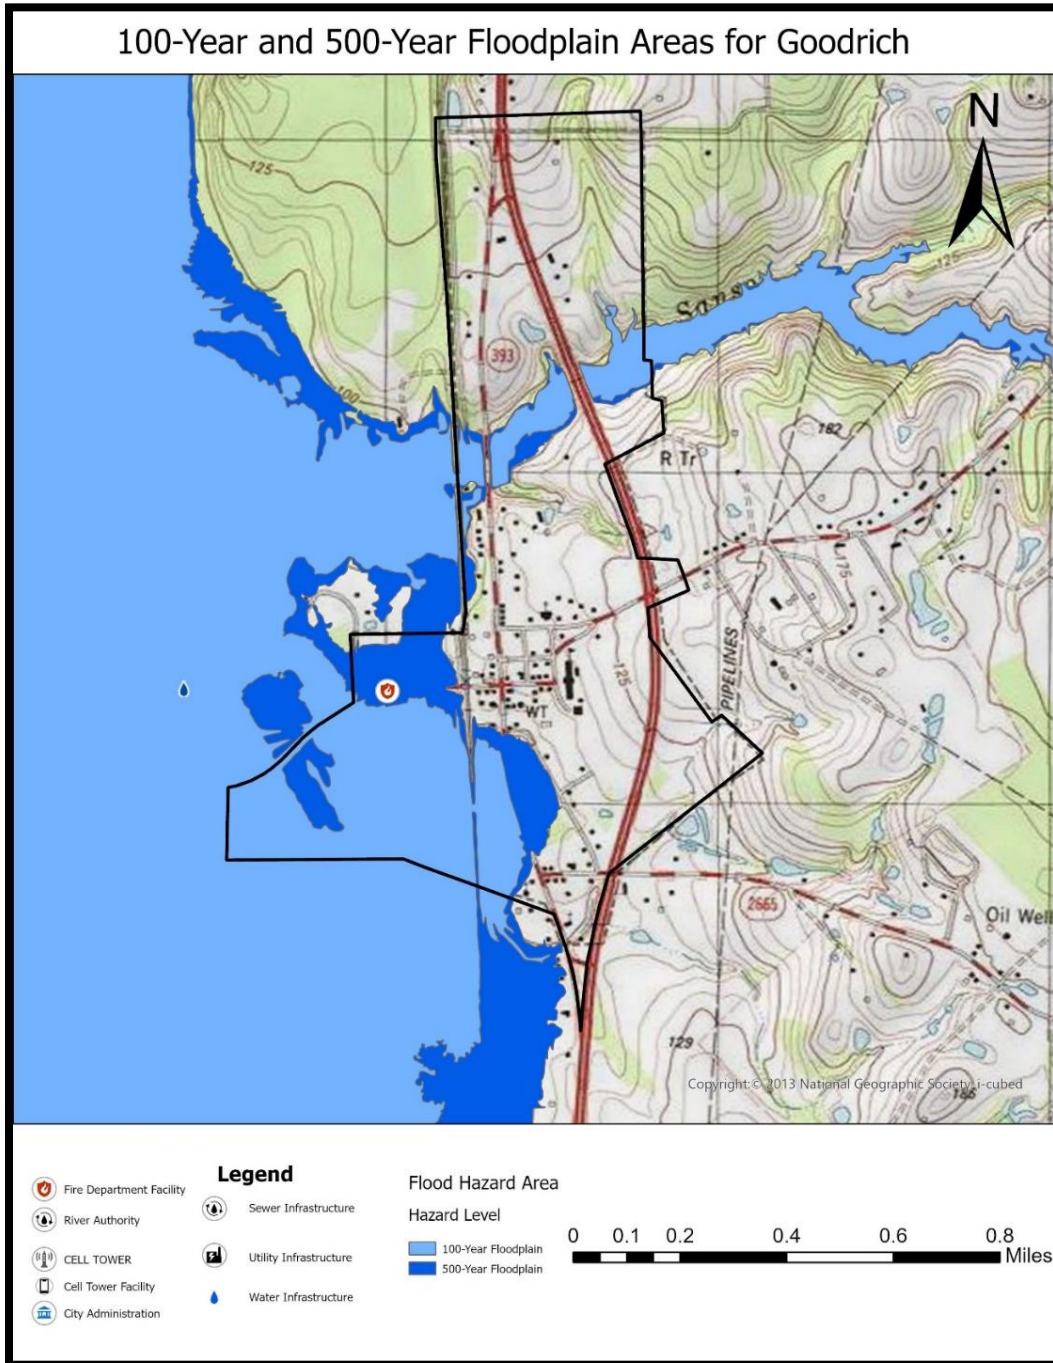 100-Year and 500-Year Floodplain Areas for Goodrich
N
125
125
393
100
182
R Tr
175
PIPELINES
125
WT
2665
Oil Well
129
Copyright:© 2013 National Geographic Society, i-cubed
Legend
Fire Department Facility
River Authority
CELL TOWER
Cell Tower Facility
City Administration
Sewer Infrastructure
Utility Infrastructure
Water Infrastructure
Flood Hazard Area
Hazard Level
100-Year Floodplain
500-Year Floodplain
0 0.1 0.2 0.4 0.6 0.8
Miles